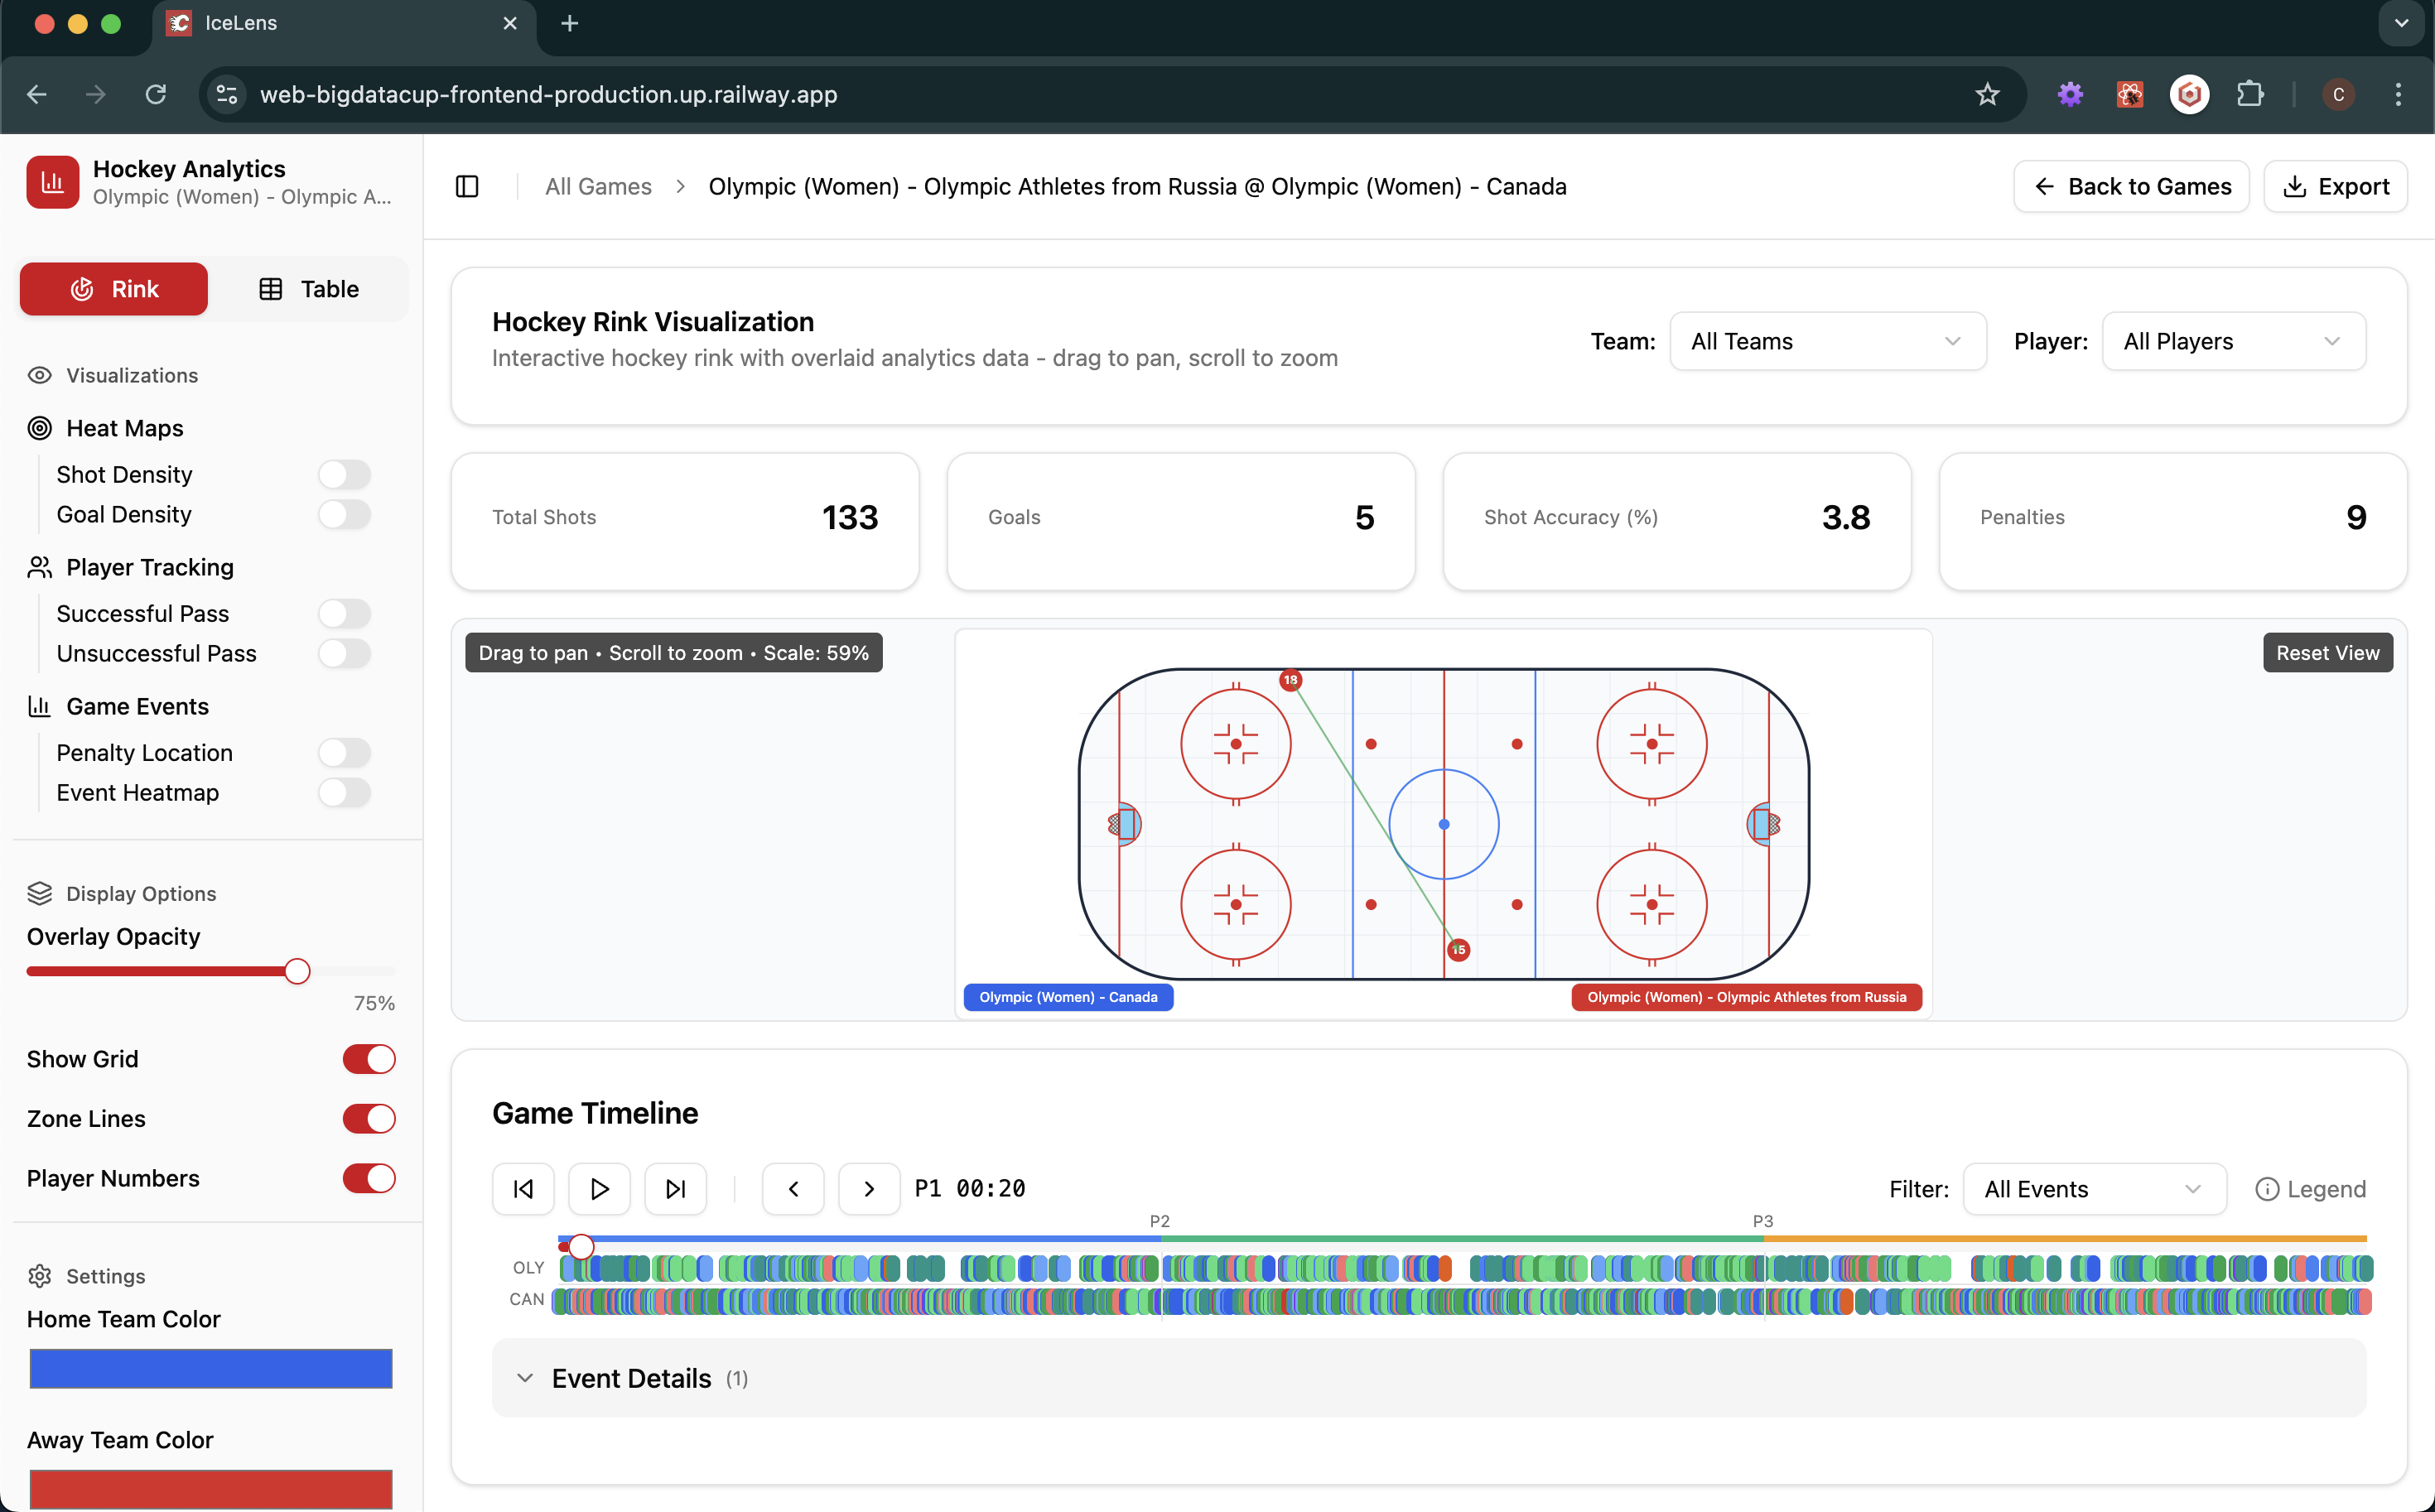 IceLens
web-bigdatacup-frontend-production.up.railway.app
C
Hockey Analytics
Olympic (Women) - Olympic A...
Rink
Table
Visualizations
Heat Maps
Shot Density
Goal Density
Player Tracking
Successful Pass
Unsuccessful Pass
Game Events
Penalty Location
Event Heatmap
Display Options
Overlay Opacity
75%
Show Grid
Zone Lines
Player Numbers
Settings
Home Team Color
Away Team Color
All Games > Olympic (Women) - Olympic Athletes from Russia @ Olympic (Women) - Canada
Back to Games
Export
Hockey Rink Visualization
Interactive hockey rink with overlaid analytics data - drag to pan, scroll to zoom
Team: All Teams
Player: All Players
Total Shots 133
Goals 5
Shot Accuracy (%) 3.8
Penalties 9
Drag to pan • Scroll to zoom • Scale: 59%
Reset View
18
15
Olympic (Women) - Canada
Olympic (Women) - Olympic Athletes from Russia
Game Timeline
P1 00:20
Filter: All Events
Legend
P2
P3
OLY
CAN
Event Details (1)